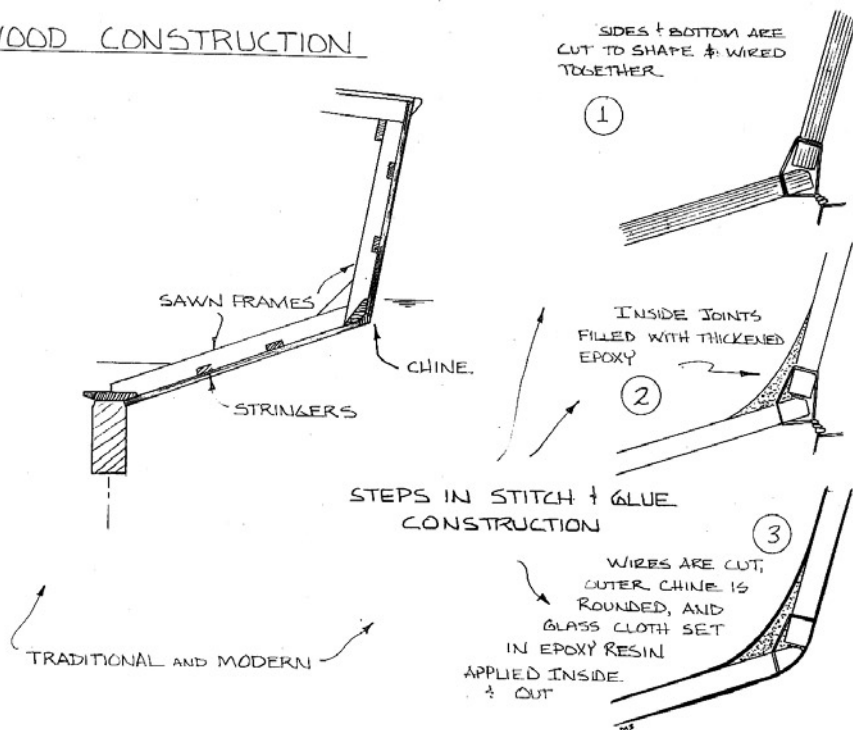 WOOD CONSTRUCTION
SIDES & BOTTOM ARE
CUT TO SHAPE & WIRED
TOGETHER
1
SAWN FRAMES
CHINE
STRINGERS
INSIDE JOINTS
FILLED WITH THICKENED
EPOXY
2
STEPS IN STITCH & GLUE
CONSTRUCTION
3
WIRES ARE CUT,
OUTER CHINE IS
ROUNDED, AND
GLASS CLOTH SET
IN EPOXY RESIN
APPLIED INSIDE
& OUT
TRADITIONAL AND MODERN